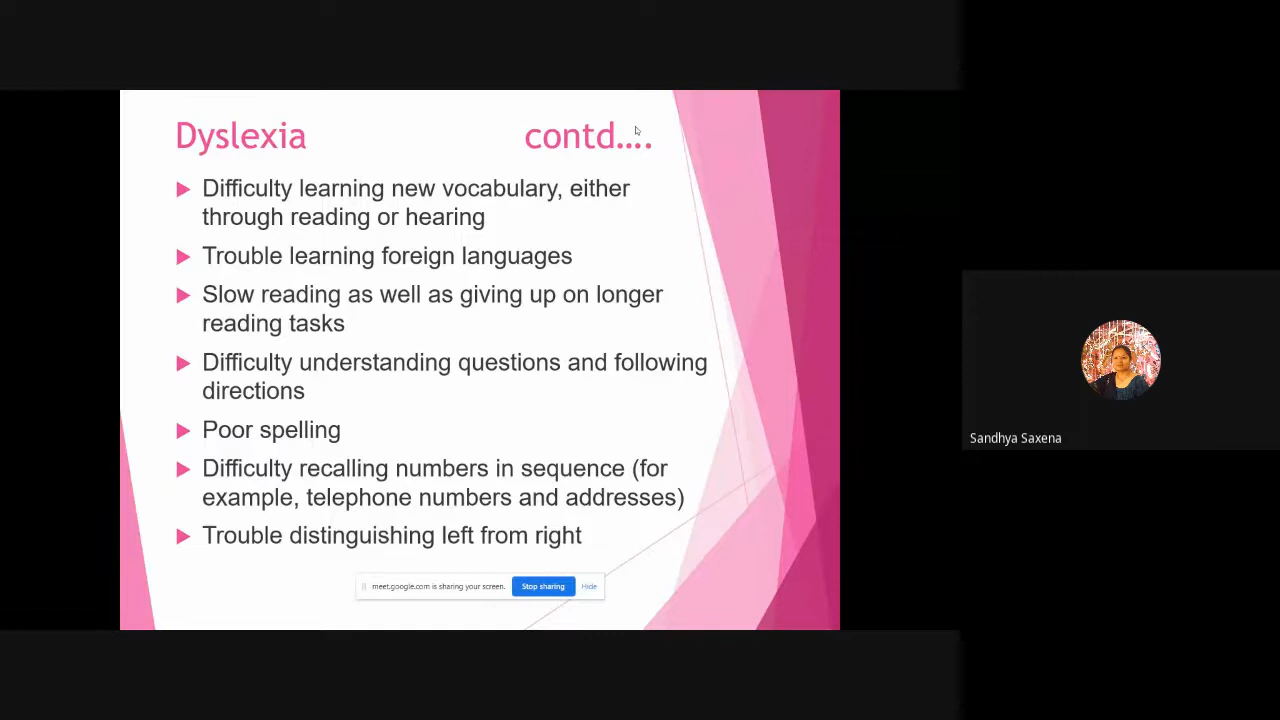 Dyslexia contd....
Difficulty learning new vocabulary, either
through reading or hearing
Trouble learning foreign languages
Slow reading as well as giving up on longer
reading tasks
Difficulty understanding questions and following
directions
Poor spelling
Difficulty recalling numbers in sequence (for
example, telephone numbers and addresses)
Trouble distinguishing left from right
meet.google.com is sharing your screen. Stop sharing Hide
Sandhya Saxena